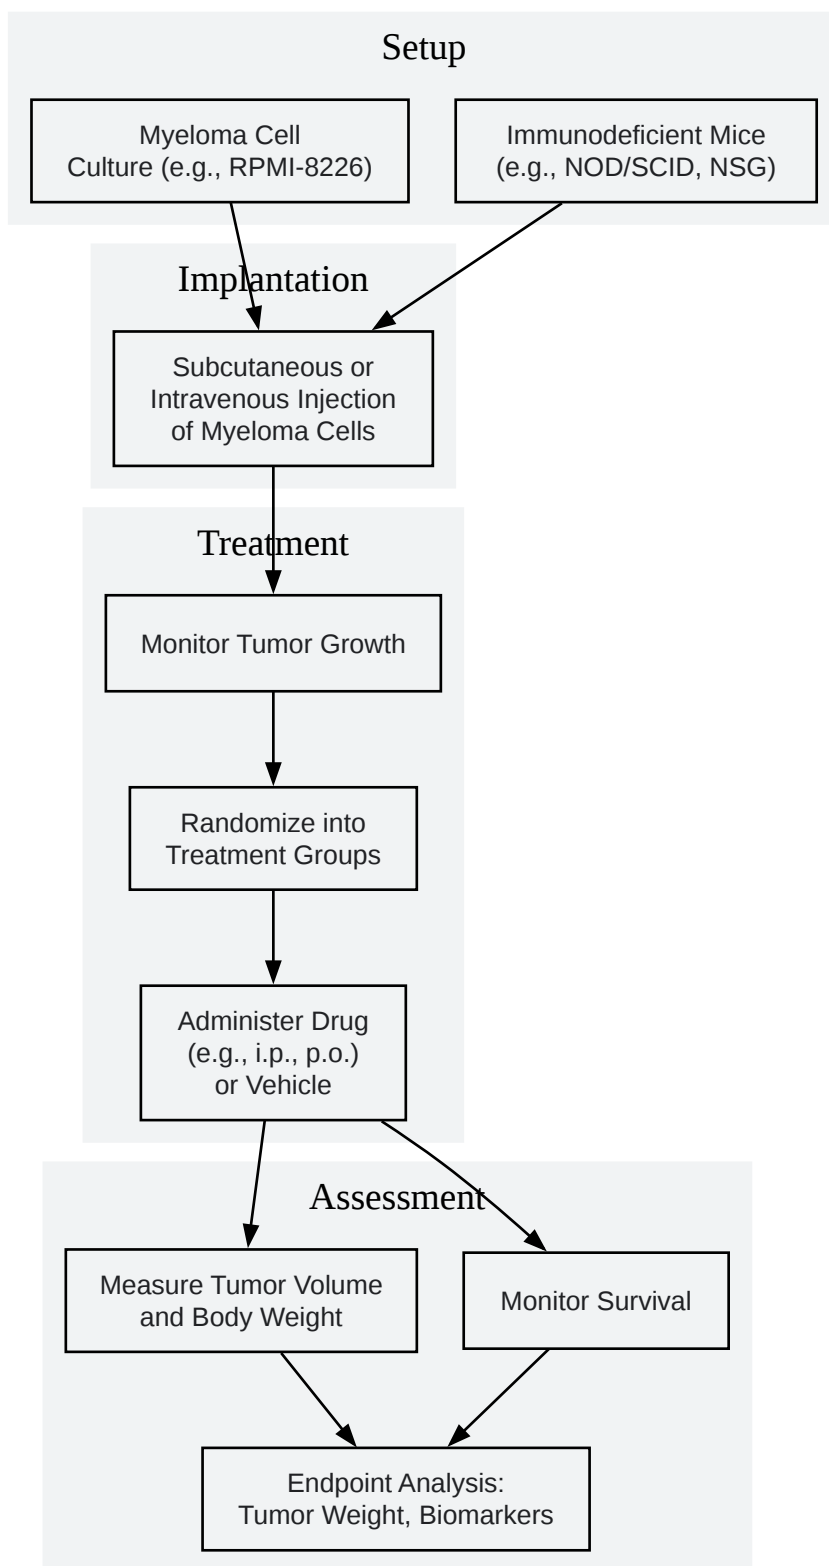 Setup
Myeloma Cell
Culture (e.g., RPMI-8226)
Immunodeficient Mice
(e.g., NOD/SCID, NSG)
Implantation
Subcutaneous or
Intravenous Injection
of Myeloma Cells
Treatment
Monitor Tumor Growth
Randomize into
Treatment Groups
Administer Drug
(e.g., i.p., p.o.)
or Vehicle
Assessment
Measure Tumor Volume
and Body Weight
Monitor Survival
Endpoint Analysis:
Tumor Weight, Biomarkers